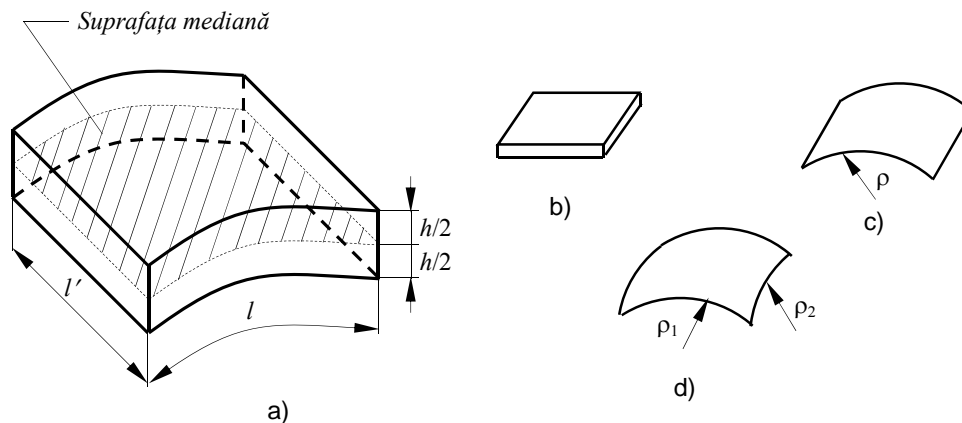 Suprafața mediană
h/2
h/2
l′
l
a)
b)
ρ
c)
ρ1
ρ2
d)